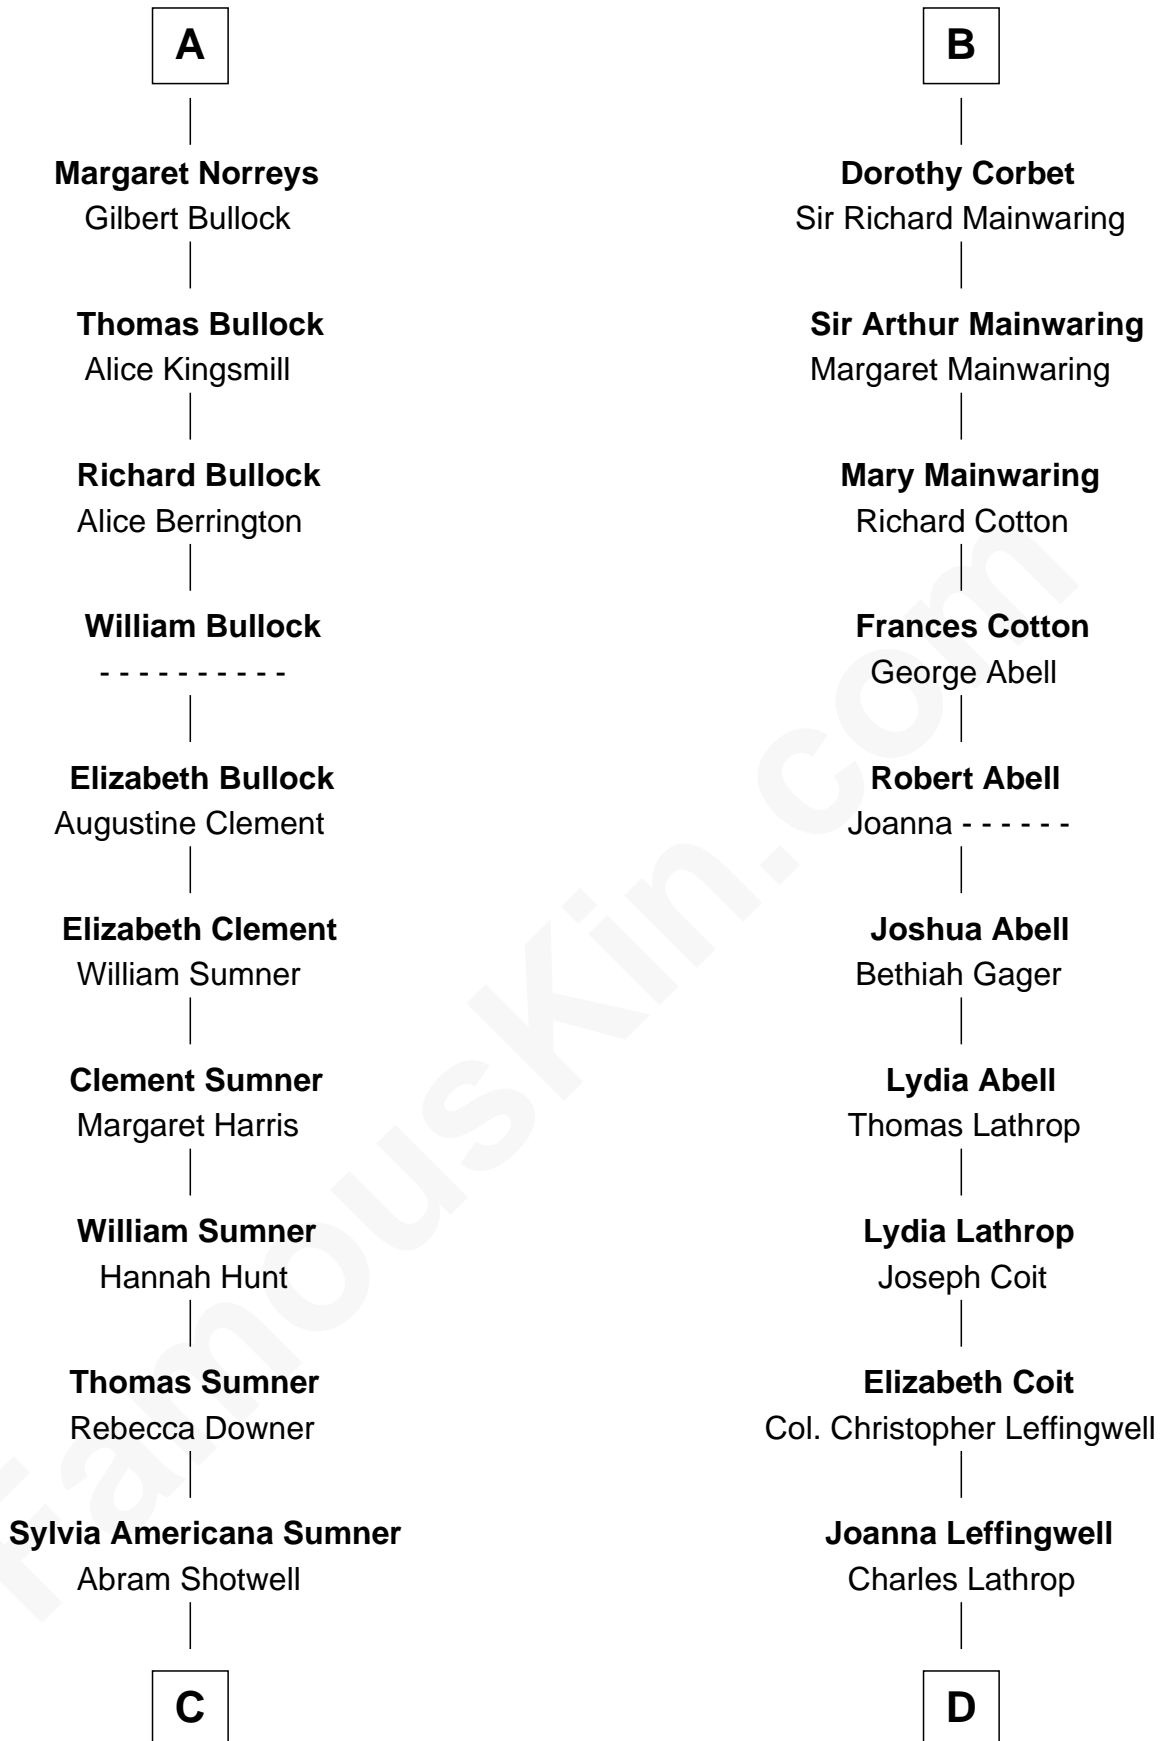 A
Margaret Norreys
Gilbert Bullock
Thomas Bullock
Alice Kingsmill
Richard Bullock
Alice Berrington
William Bullock
- - - - - - - - - -
Elizabeth Bullock
Augustine Clement
Elizabeth Clement
William Sumner
Clement Sumner
Margaret Harris
William Sumner
Hannah Hunt
Thomas Sumner
Rebecca Downer
Sylvia Americana Sumner
Abram Shotwell
C
B
Dorothy Corbet
Sir Richard Mainwaring
Sir Arthur Mainwaring
Margaret Mainwaring
Mary Mainwaring
Richard Cotton
Frances Cotton
George Abell
Robert Abell
Joanna - - - - - -
Joshua Abell
Bethiah Gager
Lydia Abell
Thomas Lathrop
Lydia Lathrop
Joseph Coit
Elizabeth Coit
Col. Christopher Leffingwell
Joanna Leffingwell
Charles Lathrop
D
FamousKin.com